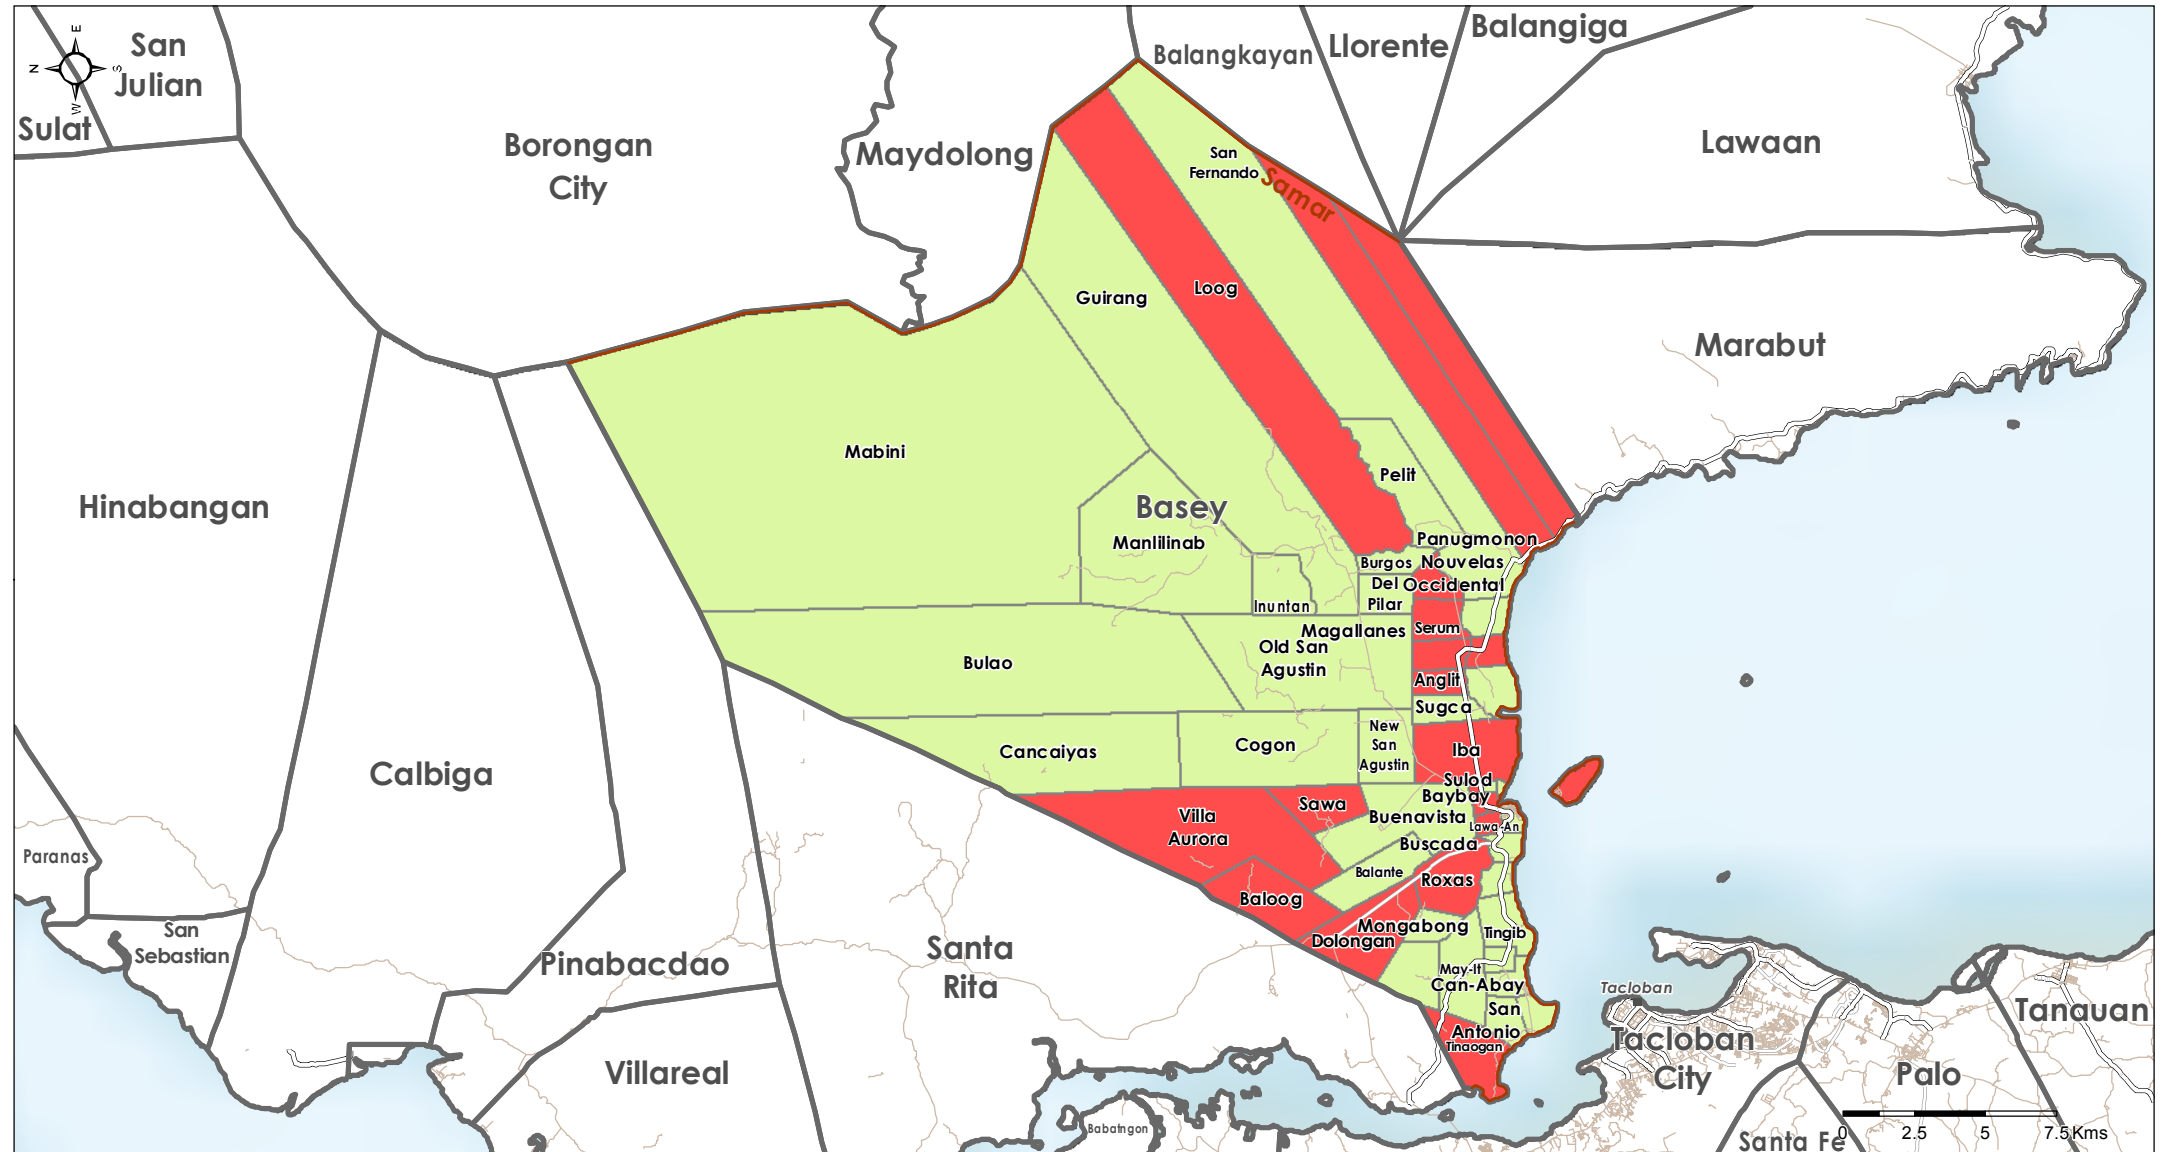 E
N
S
W
San
Julian
Sulat
Borongan
City
Maydolong
Balangkayan
Llorente
Balangiga
Lawaan
San
Fernando
Samar
Guirang
Loog
Marabut
Mabini
Pelit
Hinabangan
Basey
Manlilinab
Panugmonon
Burgos
Nouvelas
Occidental
Del
Pilar
Inuntan
Magallanes
Serum
Old San
Agustin
Bulao
Anglit
Sugca
New
San
Agustin
Cogon
Cancaiyas
Iba
Calbiga
Sulod
Baybay
Sawa
Villa
Aurora
Buenavista
Lawa-An
Buscada
Paranas
Balante
Roxas
Baloog
Mongabong
Dolongan
Tingib
San
Sebastian
Pinabacdao
Santa
Rita
May-It
Can-Abay
San
Antonio
Tinaogan
Tacloban
Tacloban
City
Tanauan
Palo
Villareal
Babatngon
Santa Fe
0 2.5 5 7.5 Kms